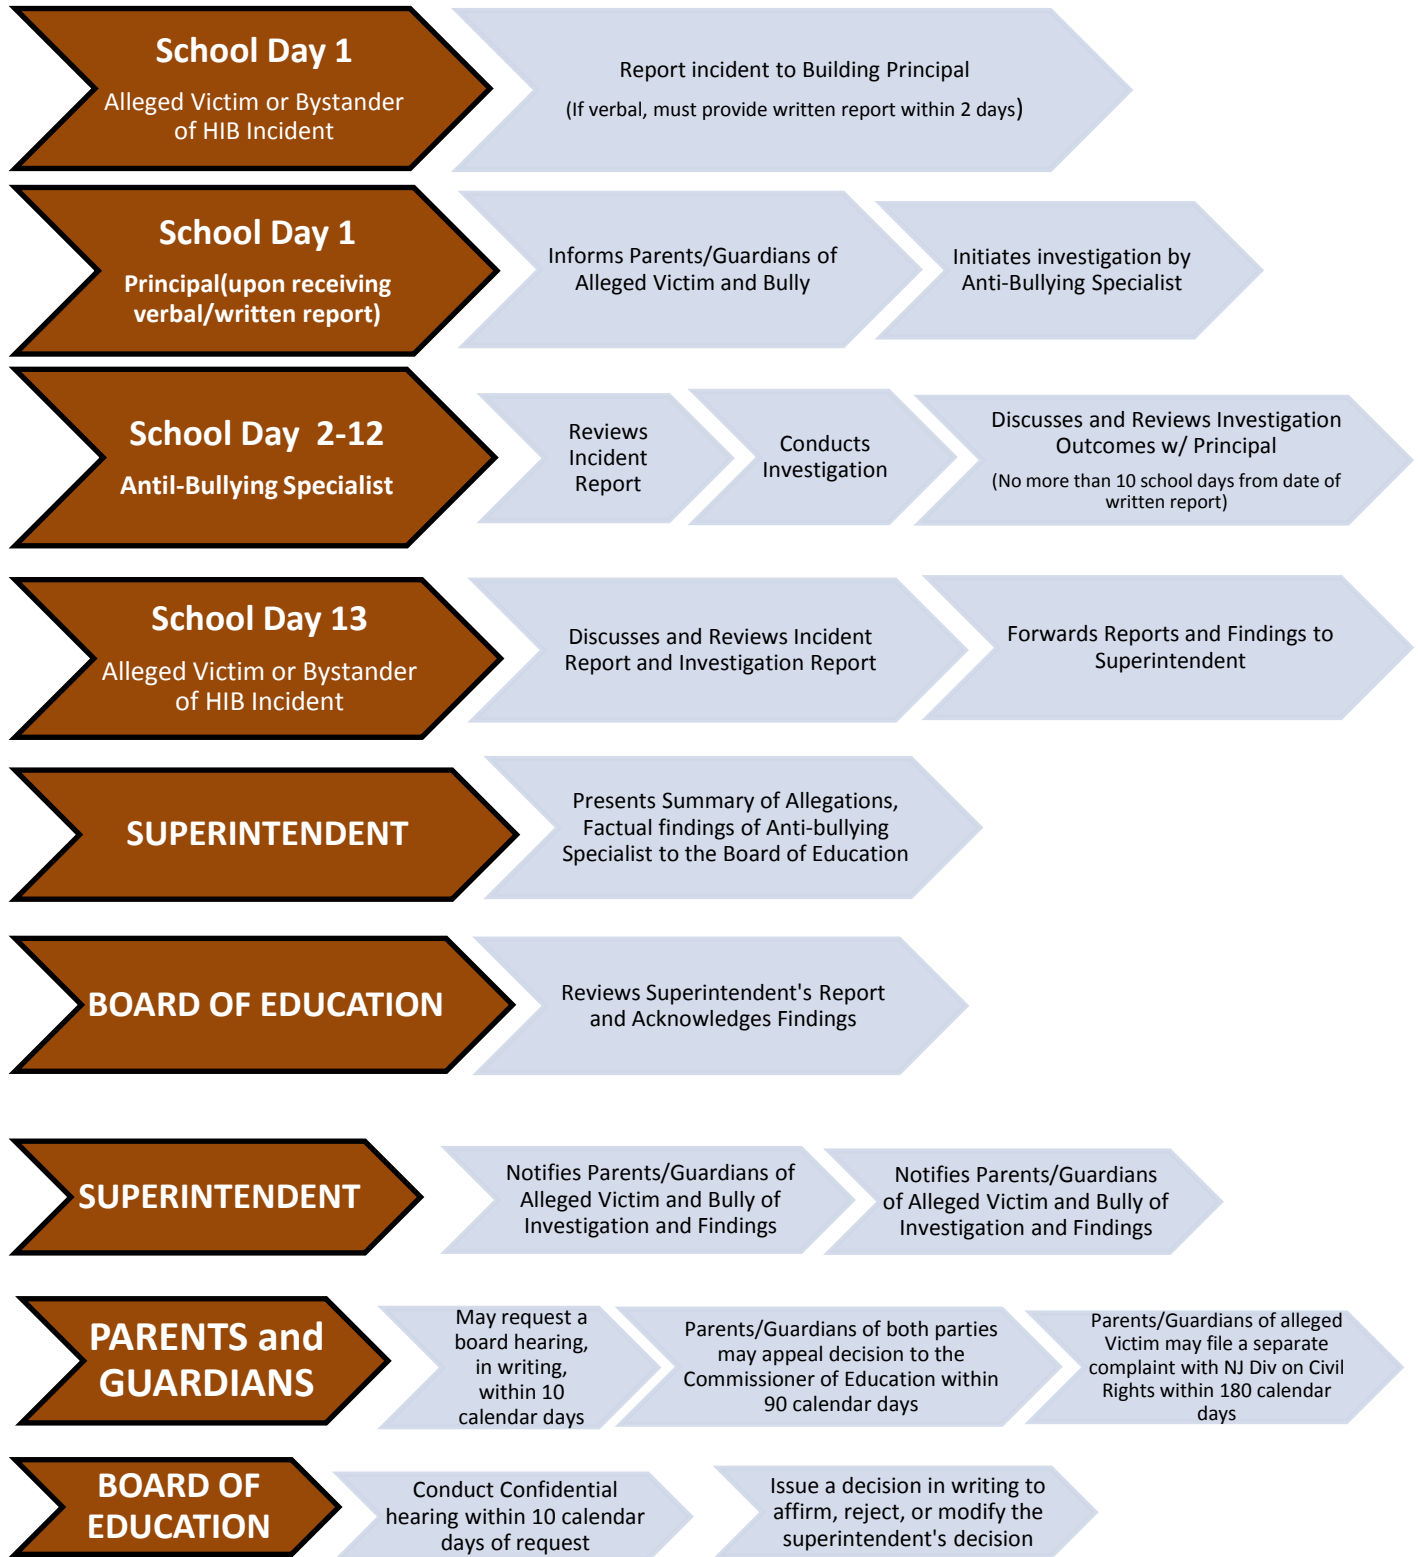 School Day 1
Alleged Victim or Bystander
of HIB Incident
Report incident to Building Principal
(If verbal, must provide written report within 2 days)
School Day 1
Principal(upon receiving
verbal/written report)
Informs Parents/Guardians of
Alleged Victim and Bully
Initiates investigation by
Anti-Bullying Specialist
School Day 2-12
Antil-Bullying Specialist
Reviews
Incident
Report
Conducts
Investigation
Discusses and Reviews Investigation
Outcomes w/ Principal
(No more than 10 school days from date of
written report)
School Day 13
Alleged Victim or Bystander
of HIB Incident
Discusses and Reviews Incident
Report and Investigation Report
Forwards Reports and Findings to
Superintendent
SUPERINTENDENT
Presents Summary of Allegations,
Factual findings of Anti-bullying
Specialist to the Board of Education
BOARD OF EDUCATION
Reviews Superintendent's Report
and Acknowledges Findings
SUPERINTENDENT
Notifies Parents/Guardians of
Alleged Victim and Bully of
Investigation and Findings
Notifies Parents/Guardians
of Alleged Victim and Bully of
Investigation and Findings
PARENTS and
GUARDIANS
May request a
board hearing,
in writing,
within 10
calendar days
Parents/Guardians of both parties
may appeal decision to the
Commissioner of Education within
90 calendar days
Parents/Guardians of alleged
Victim may file a separate
complaint with NJ Div on Civil
Rights within 180 calendar
days
BOARD OF
EDUCATION
Conduct Confidential
hearing within 10 calendar
days of request
Issue a decision in writing to
affirm, reject, or modify the
superintendent's decision